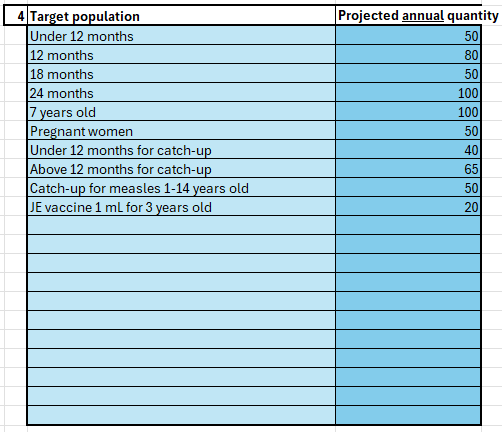 4 Target population Projected annual quantity
Under 12 months 50
12 months 80
18 months 50
24 months 100
7 years old 100
Pregnant women 50
Under 12 months for catch-up 40
Above 12 months for catch-up 65
Catch-up for measles 1-14 years old 50
JE vaccine 1 mL for 3 years old 20